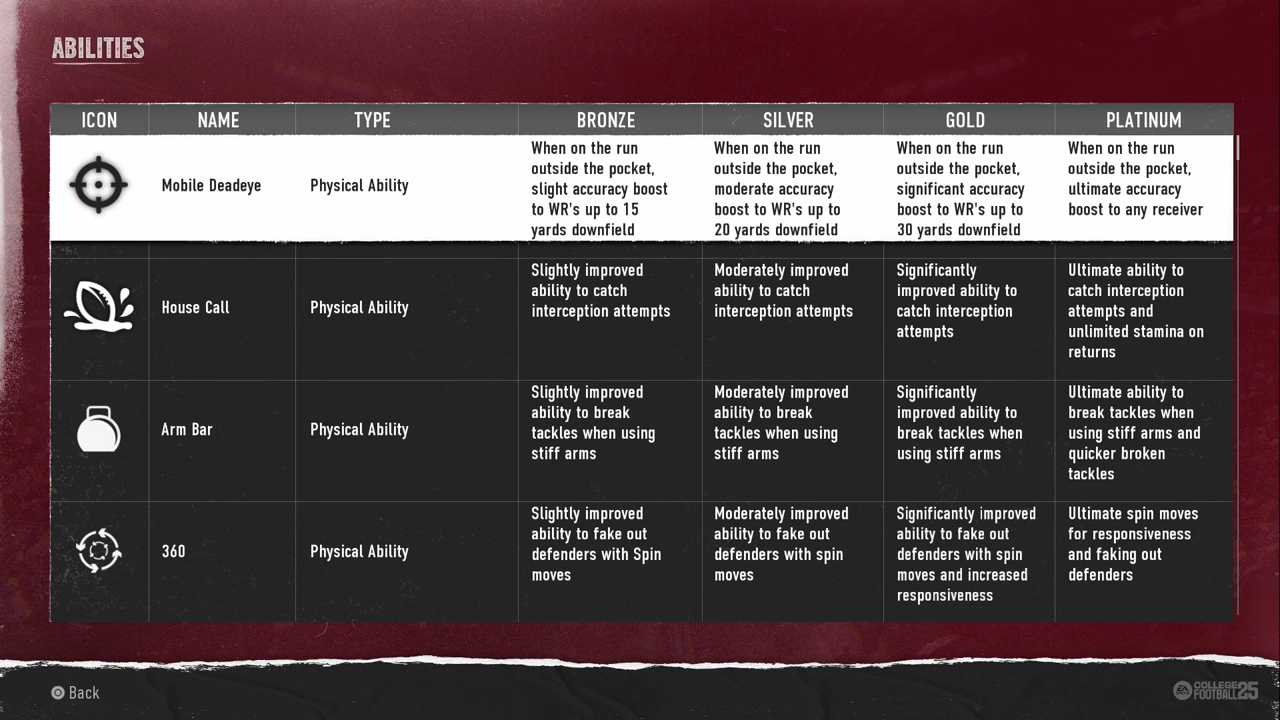 ABILITIES
ICON NAME TYPE BRONZE SILVER GOLD PLATINUM
Mobile Deadeye
Physical Ability
When on the run
outside the pocket,
slight accuracy boost
to WR's up to 15
yards downfield
When on the run
outside the pocket,
moderate accuracy
boost to WR's up to
20 yards downfield
When on the run
outside the pocket,
significant accuracy
boost to WR's up to
30 yards downfield
When on the run
outside the pocket,
ultimate accuracy
boost to any receiver
House Call
Physical Ability
Slightly improved
ability to catch
interception attempts
Moderately improved
ability to catch
interception attempts
Significantly
improved ability to
catch interception
attempts
Ultimate ability to
catch interception
attempts and
unlimited stamina on
returns
Arm Bar
Physical Ability
Slightly improved
ability to break
tackles when using
stiff arms
Moderately improved
ability to break
tackles when using
stiff arms
Significantly
improved ability to
break tackles when
using stiff arms
Ultimate ability to
break tackles when
using stiff arms and
quicker broken
tackles
360
Physical Ability
Slightly improved
ability to fake out
defenders with Spin
moves
Moderately improved
ability to fake out
defenders with spin
moves
Significantly improved
ability to fake out
defenders with spin
moves and increased
responsiveness
Ultimate spin moves
for responsiveness
and faking out
defenders
Back
EA COLLEGE
FOOTBALL 25